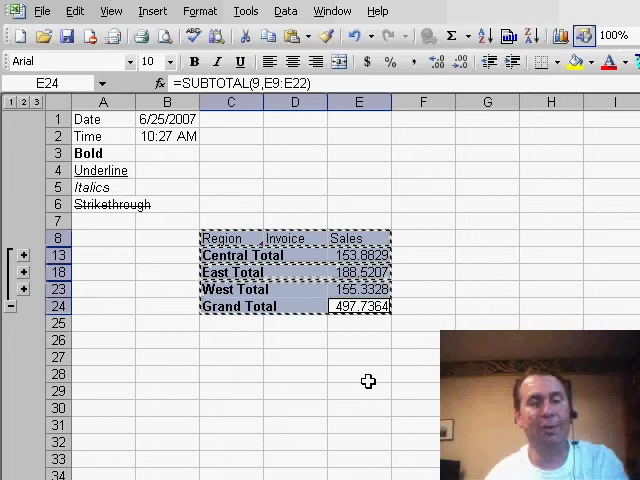 File Edit View Insert Format Tools Data Window Help
100%
Arial 10 B I U $ % ,
E24 fx =SUBTOTAL(9,E9:E22)
1 2 3 A B C D E F G H I
1 Date 6/25/2007
2 Time 10:27 AM
3 Bold
4 Underline
5 Italics
6 Strikethrough
7
8 Region Invoice Sales
13 Central Total 153.8829
18 East Total 188.5207
23 West Total 155.3328
24 Grand Total 497.7364
25
26
27
28
29
30
31
32
33
34